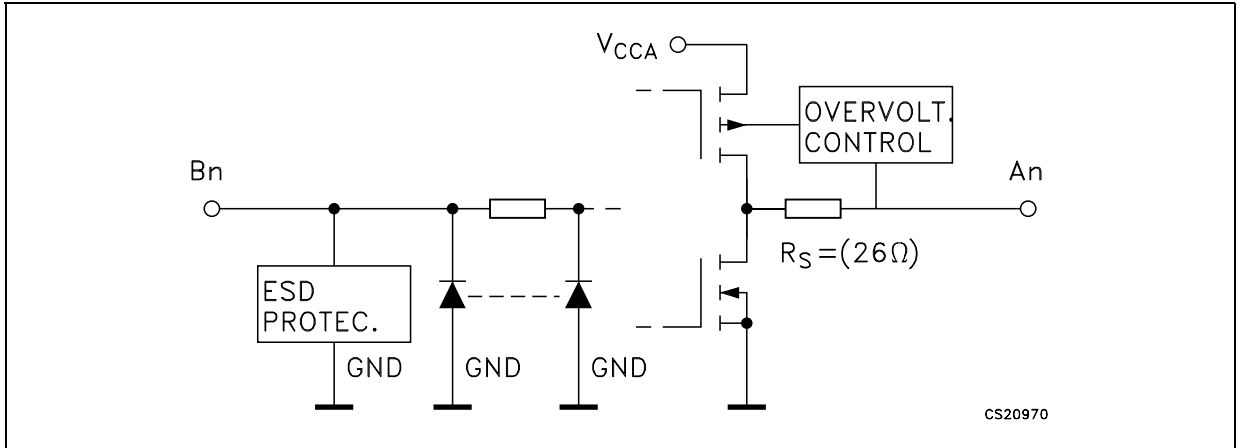 VCCA
OVERVOLT.
CONTROL
Bn
An
RS=(26Ω)
ESD
PROTEC.
GND
GND
GND
CS20970